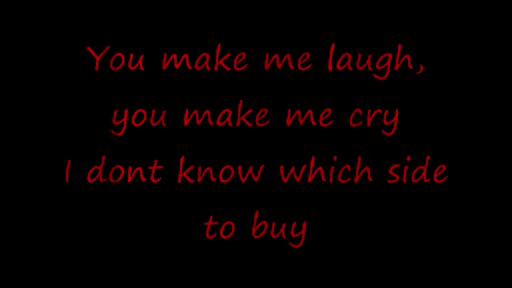 You make me laugh,
you make me cry
I dont know which side
to buy